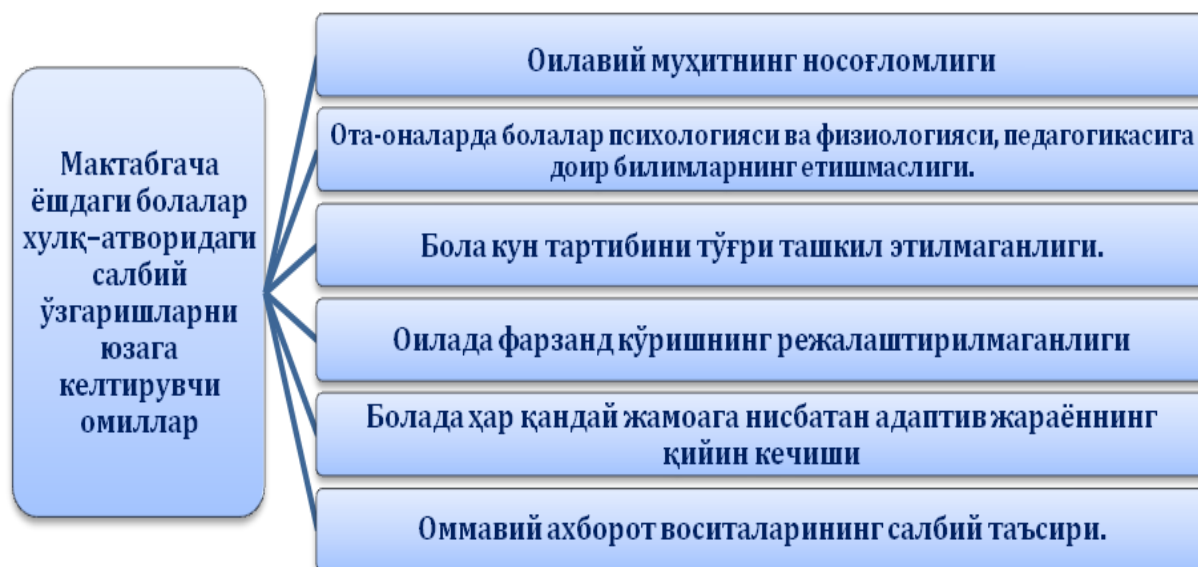 Мактабгача
ёшдаги болалар
хулқ–атворидаги
салбий
ўзгаришларни
юзага
келтирувчи
омиллар
Оилавий муҳитнинг носоғломлиги
Ота-оналарда болалар психологияси ва физиологияси, педагогикасига
доир билимларнинг етишмаслиги.
Бола кун тартибини тўғри ташкил этилмаганлиги.
Оилада фарзанд кўришнинг режалаштирилмаганлиги
Болада ҳар қандай жамоага нисбатан адаптив жараённинг
қийин кечиши
Оммавий ахборот воситаларининг салбий таъсири.